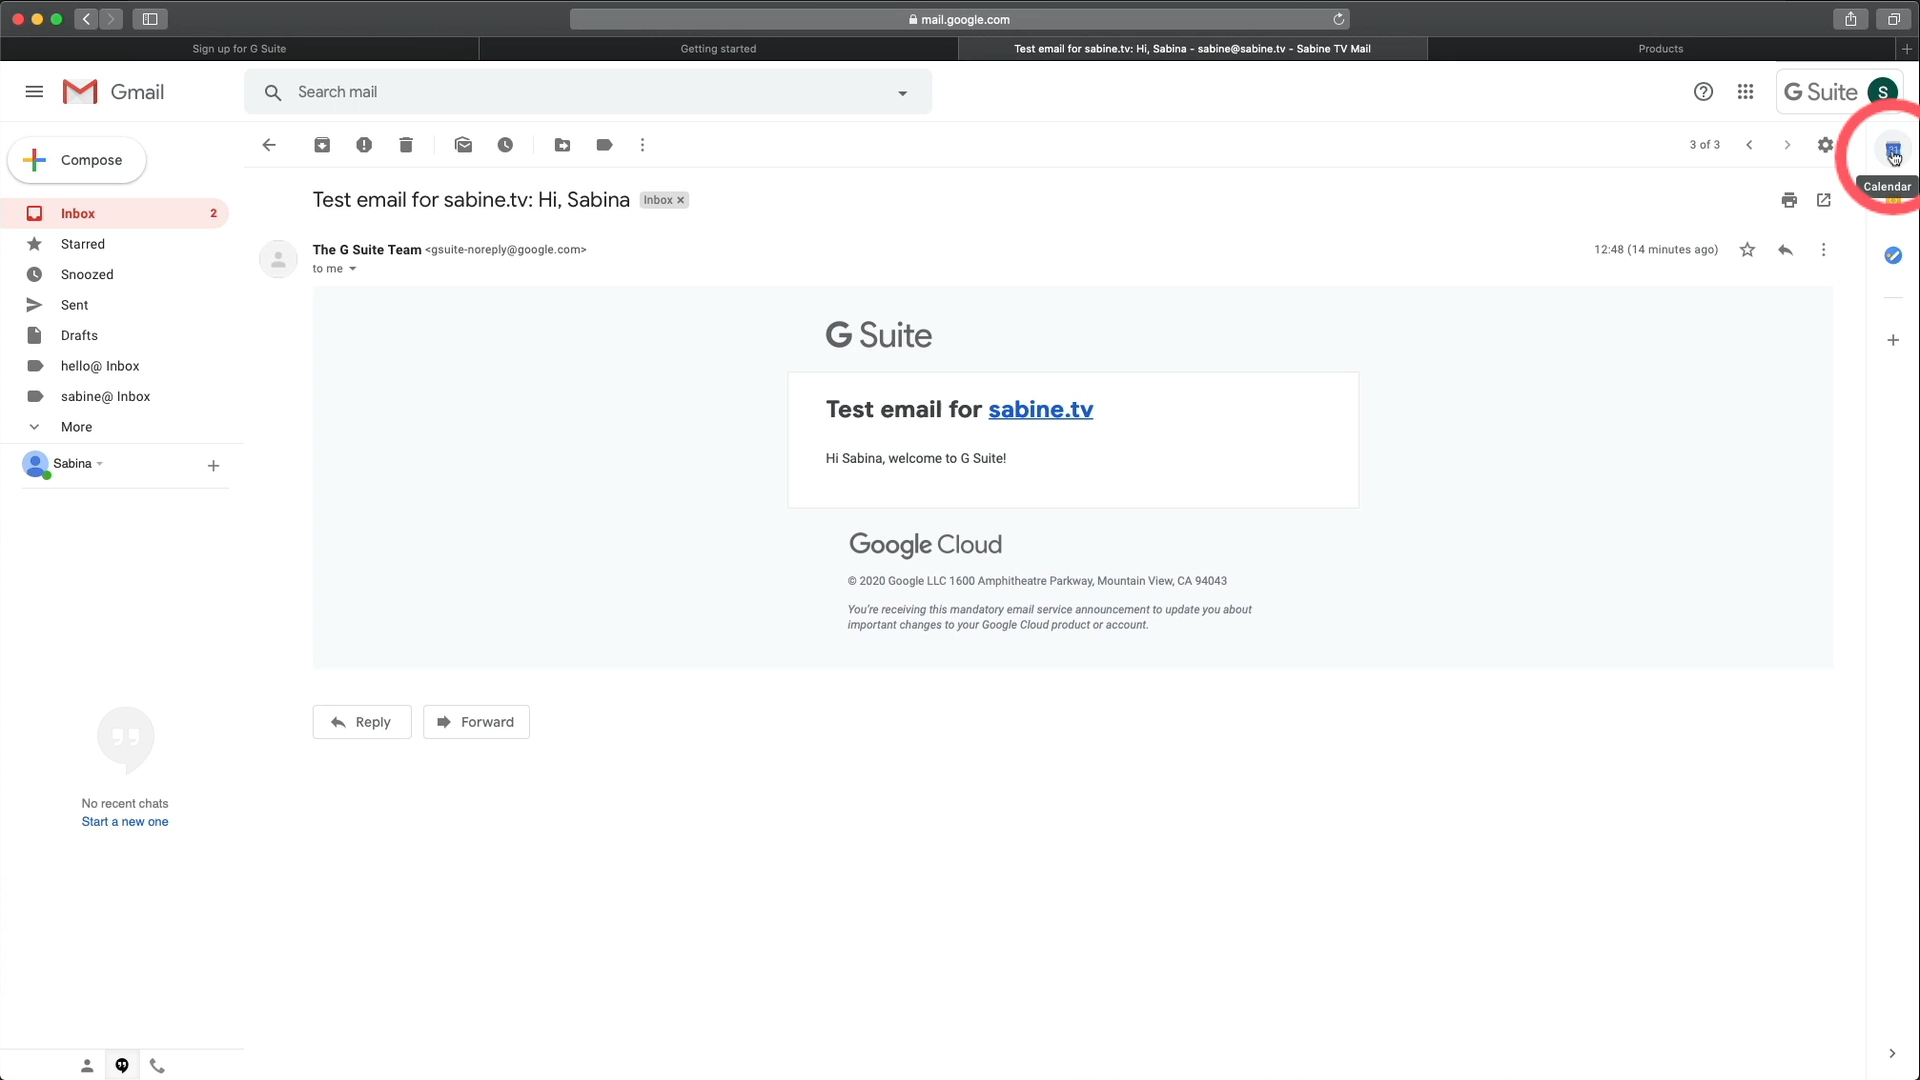 mail.google.com
Sign up for G Suite
Getting started
Test email for sabine.tv: Hi, Sabina - sabine@sabine.tv - Sabine TV Mail
Products
Gmail
Search mail
G Suite
S
Compose
3 of 3
31
Calendar
Test email for sabine.tv: Hi, Sabina
Inbox ×
Inbox
2
Starred
Snoozed
Sent
Drafts
hello@ Inbox
sabine@ Inbox
More
Sabina
The G Suite Team <gsuite-noreply@google.com>
12:48 (14 minutes ago)
to me
G Suite
Test email for sabine.tv
Hi Sabina, welcome to G Suite!
Google Cloud
© 2020 Google LLC 1600 Amphitheatre Parkway, Mountain View, CA 94043
You're receiving this mandatory email service announcement to update you about
important changes to your Google Cloud product or account.
Reply
Forward
No recent chats
Start a new one